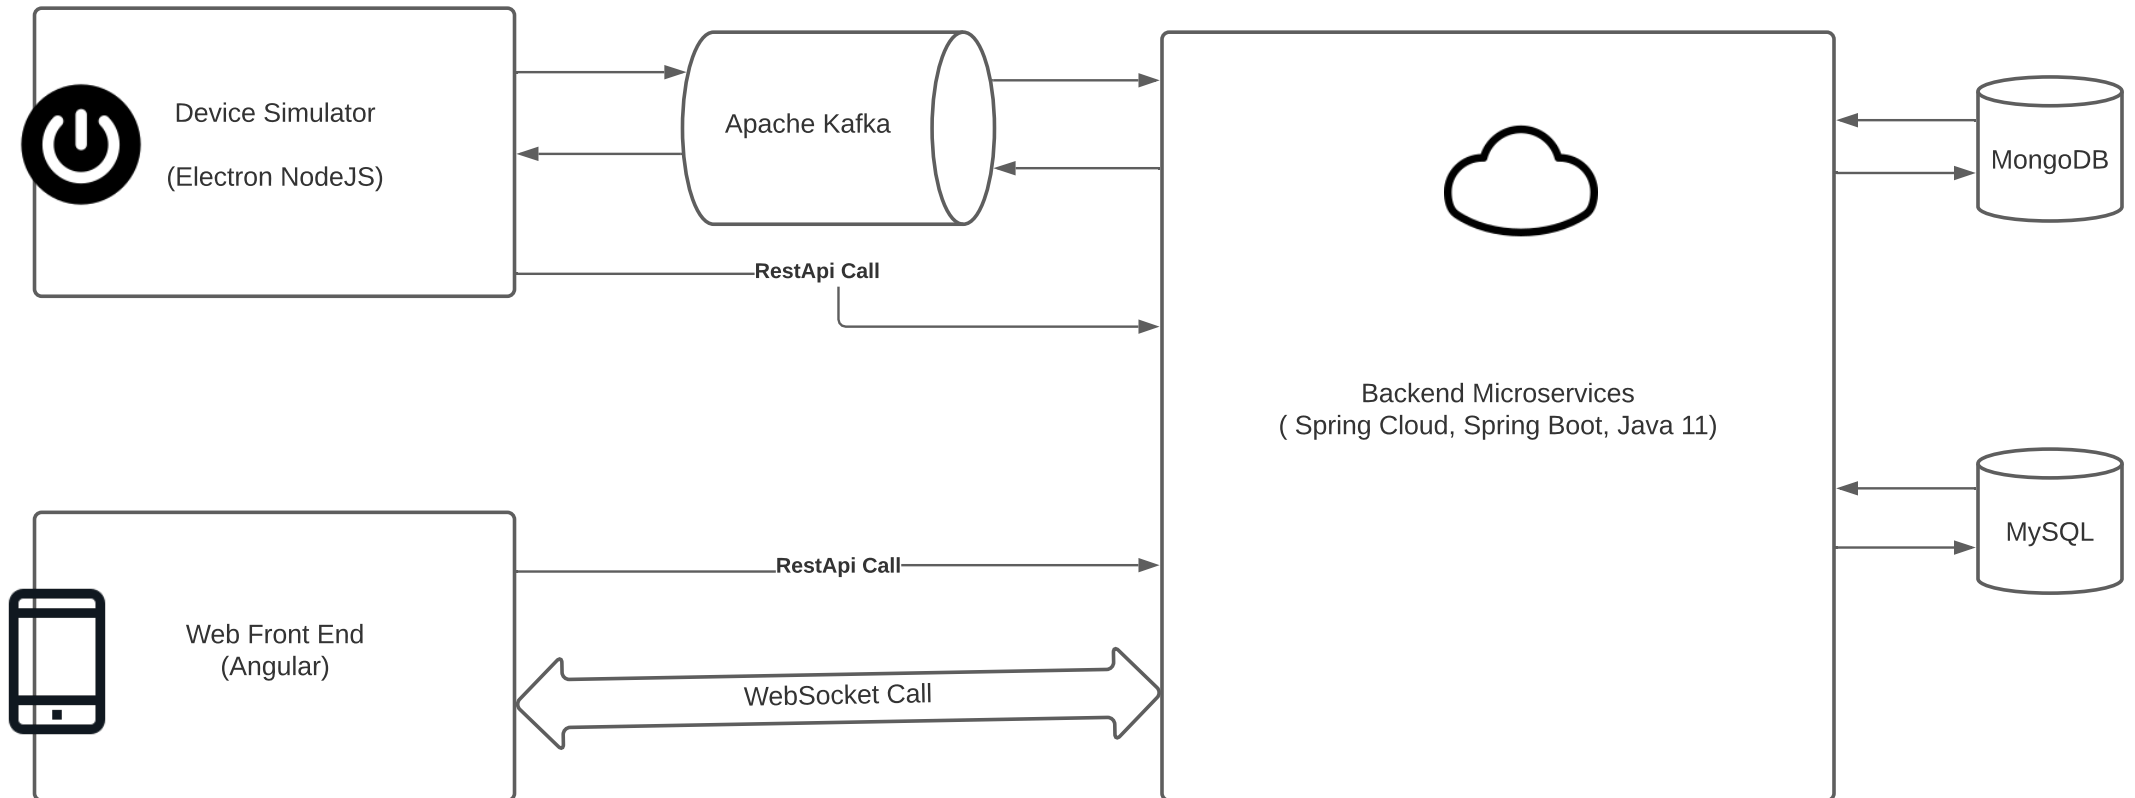 Device Simulator
(Electron NodeJS)
Apache Kafka
RestApi Call
Backend Microservices
( Spring Cloud, Spring Boot, Java 11)
MongoDB
MySQL
Web Front End
(Angular)
RestApi Call
WebSocket Call